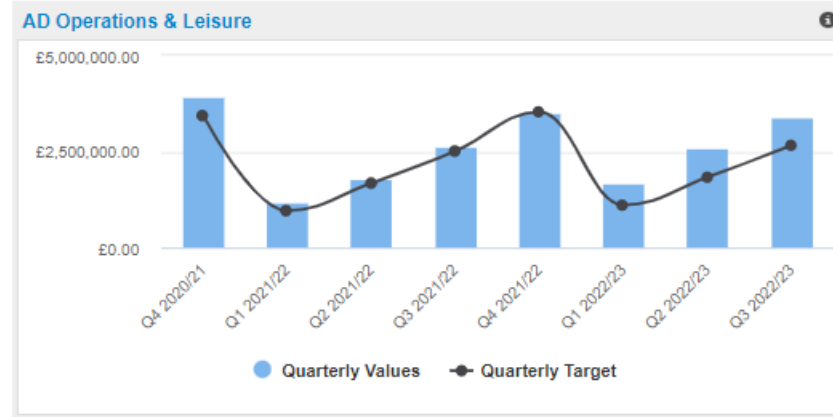 AD Operations & Leisure
£5,000,000.00
£2,500,000.00
£0.00
Q4 2020/21
Q1 2021/22
Q2 2021/22
Q3 2021/22
Q4 2021/22
Q1 2022/23
Q2 2022/23
Q3 2022/23
Quarterly Values
Quarterly Target